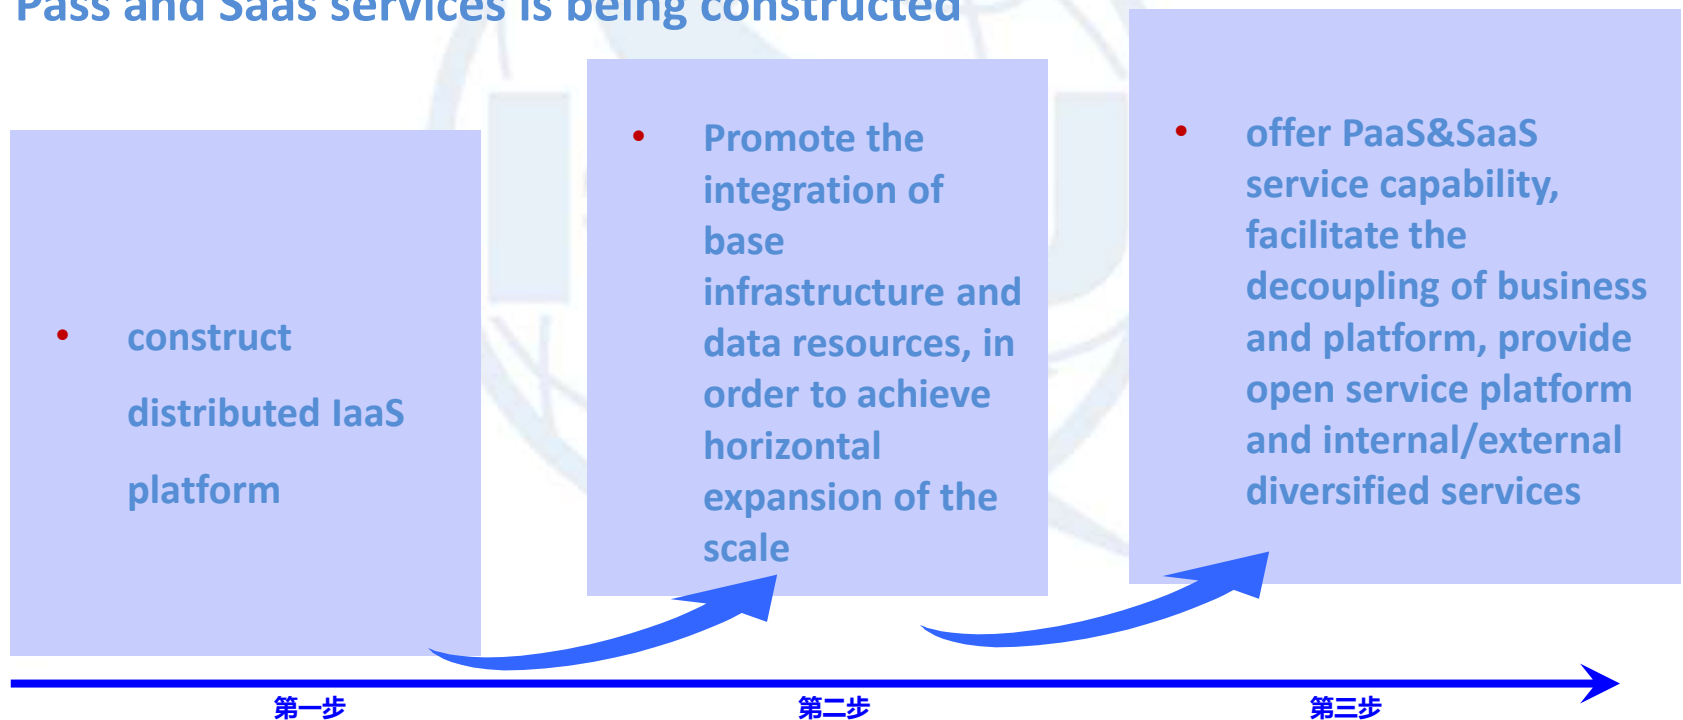 Pass and Saas services is being constructed
• construct
distributed IaaS
platform
• Promote the
integration of
base
infrastructure and
data resources, in
order to achieve
horizontal
expansion of the
scale
• offer PaaS&SaaS
service capability,
facilitate the
decoupling of business
and platform, provide
open service platform
and internal/external
diversified services
第一步
第二步
第三步